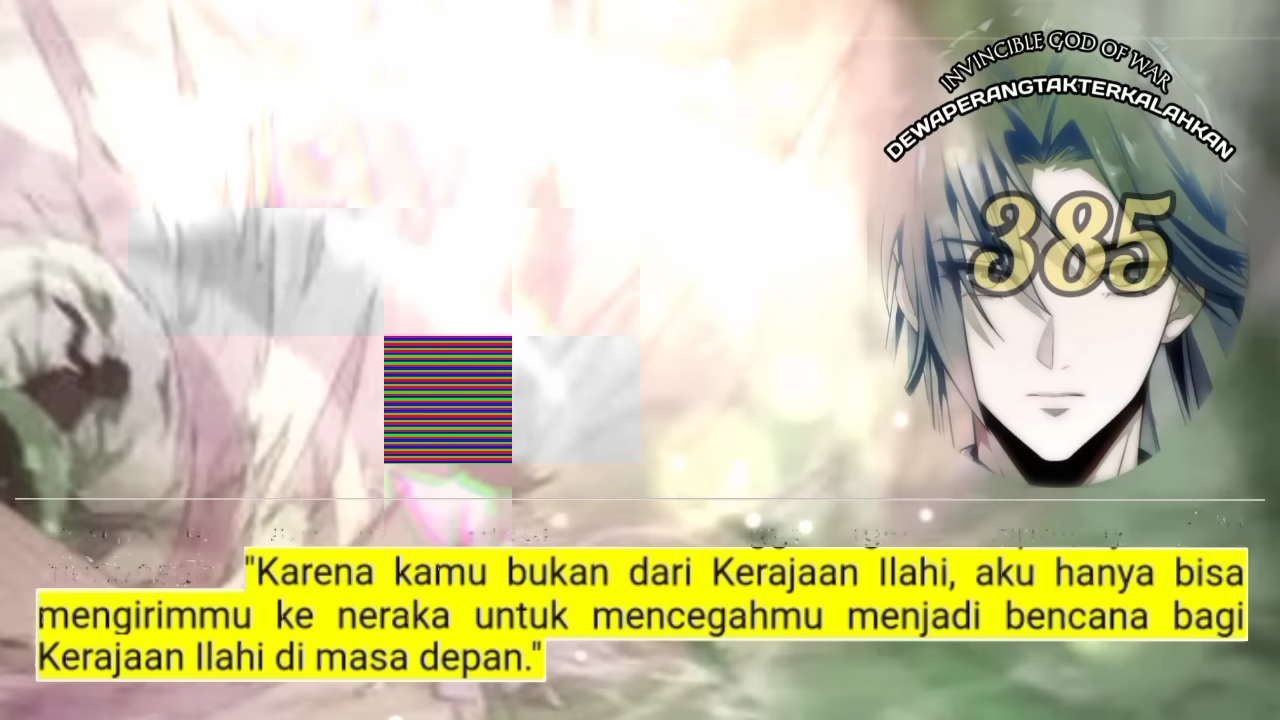 INVINCIBLE GOD OF WAR
DEWAPERANGTAKTERKALAHKAN
385
"Karena kamu bukan dari Kerajaan Ilahi, aku hanya bisa
mengirimmu ke neraka untuk mencegahmu menjadi bencana bagi
Kerajaan Ilahi di masa depan."